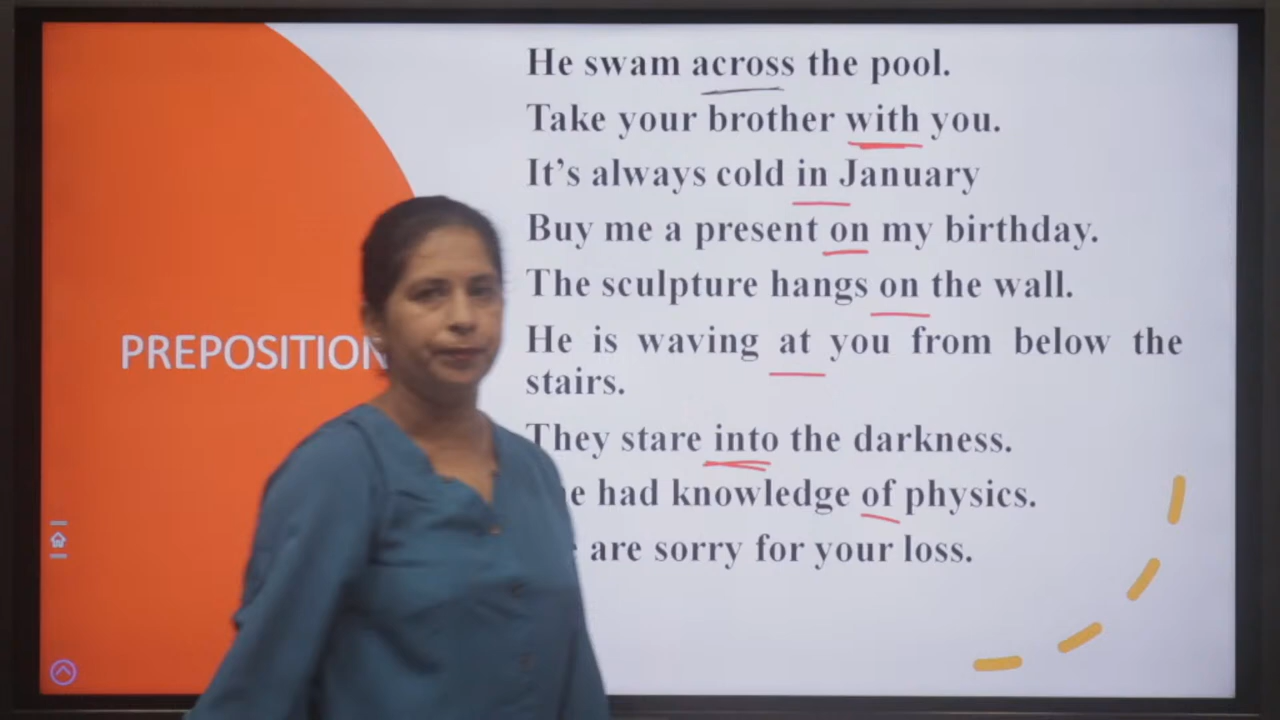 He swam across the pool.
Take your brother with you.
It's always cold in January
Buy me a present on my birthday.
The sculpture hangs on the wall.
PREPOSITION
He is waving at you from below the
stairs.
They stare into the darkness.
had knowledge of physics.
are sorry for your loss.